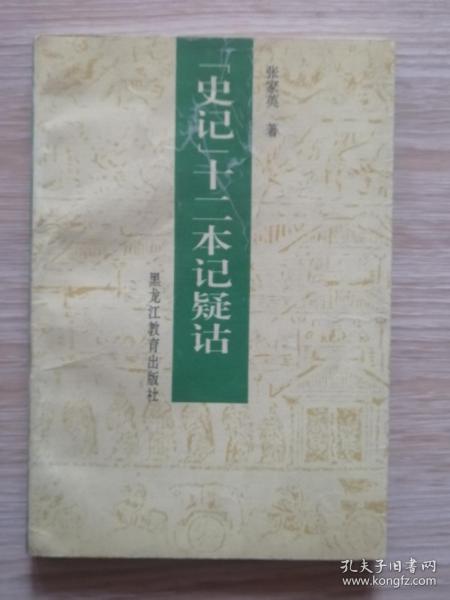 张家英 著
「史记」十二本记疑诂
黑龙江教育出版社
孔夫子旧书网
www.kongfz.com